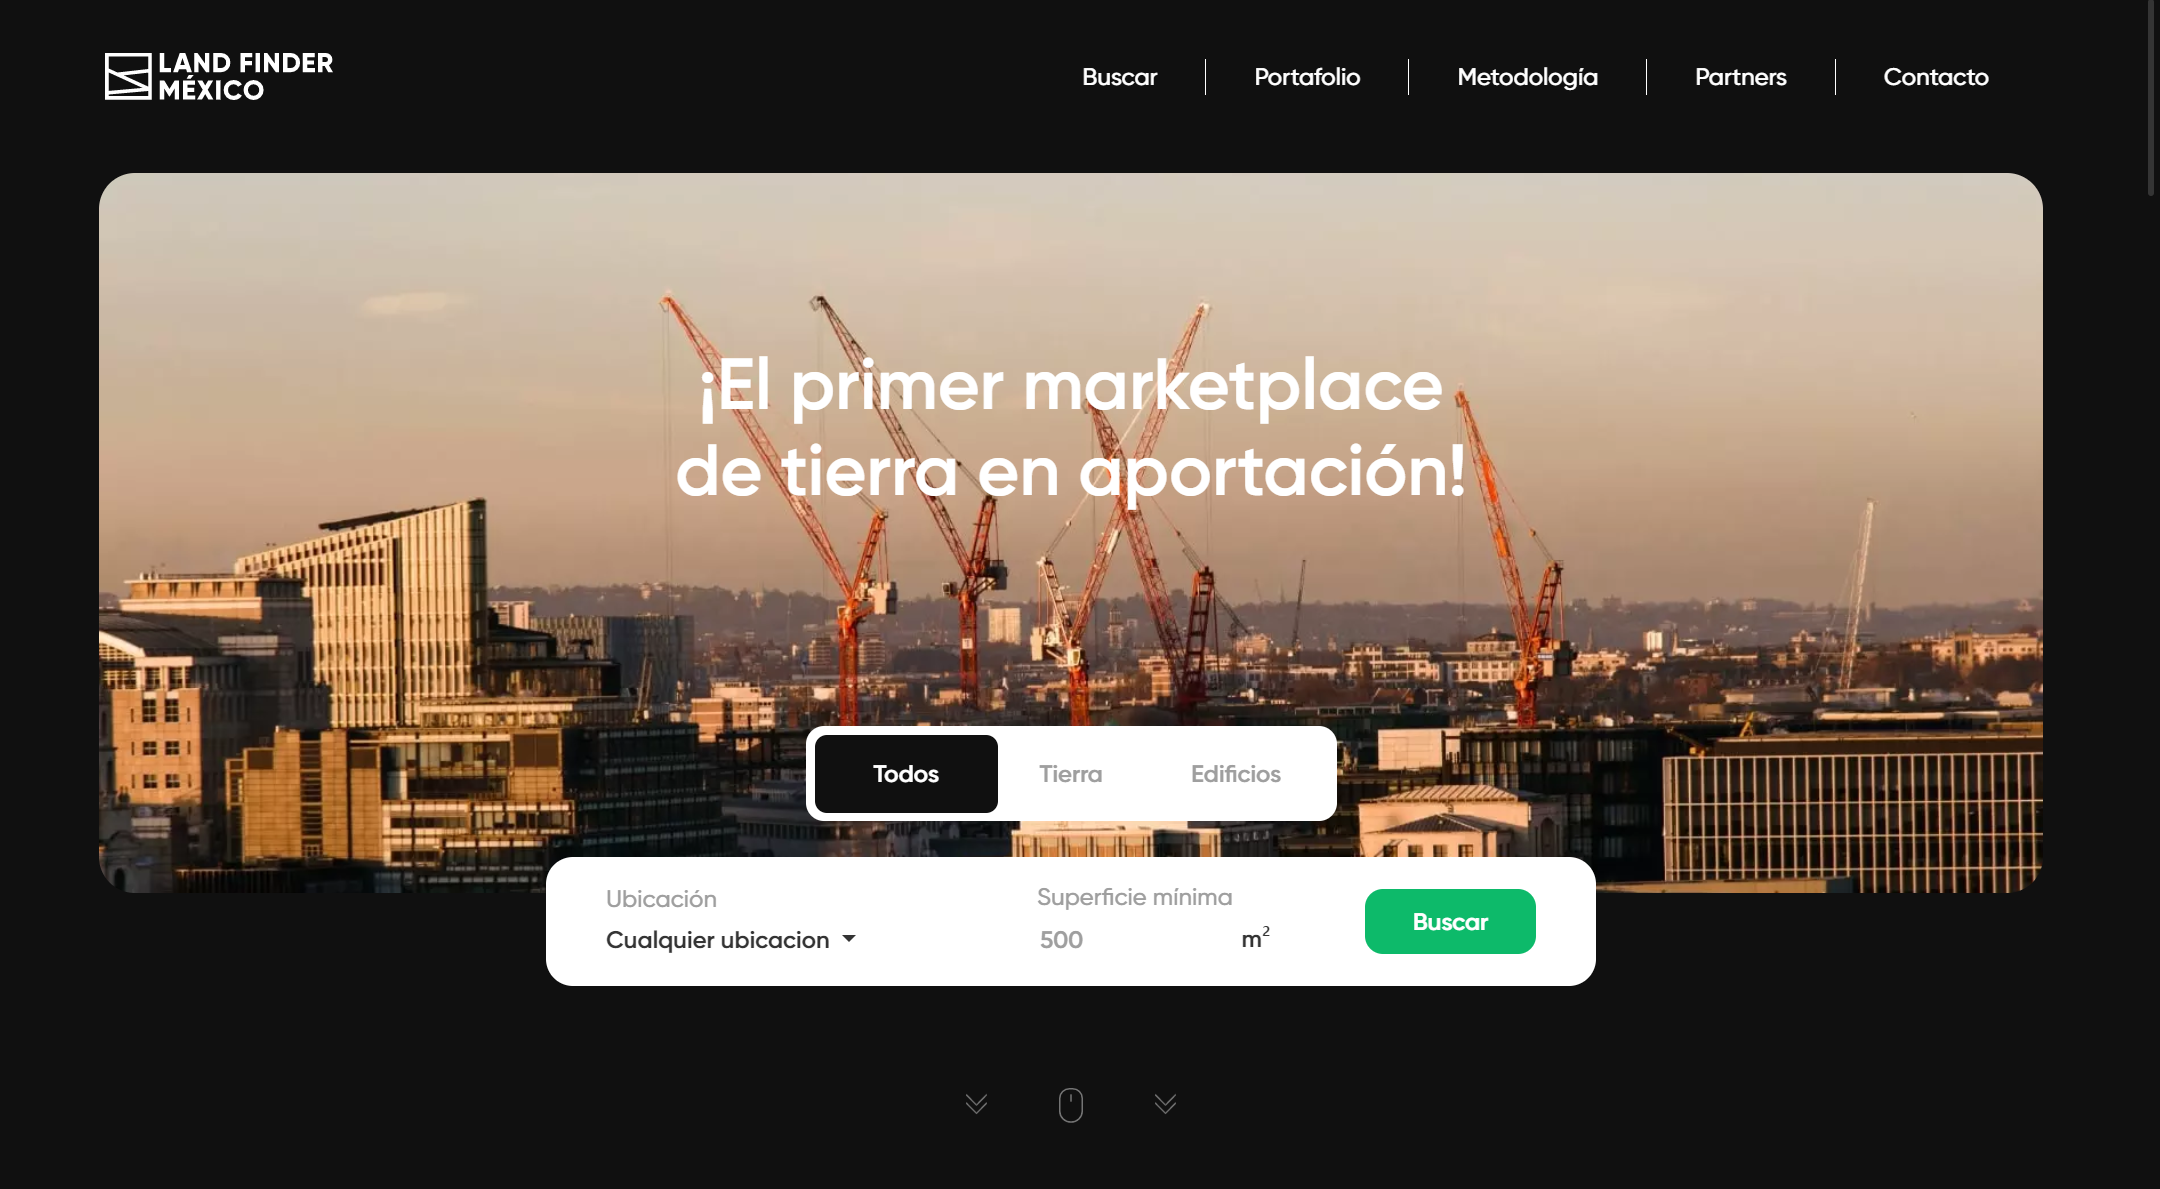 LAND FINDER
MÉXICO
Buscar
Portafolio
Metodología
Partners
Contacto
¡El primer marketplace
de tierra en aportación!
Todos
Tierra
Edificios
Ubicación
Cualquier ubicacion
Superficie mínima
500
m²
Buscar